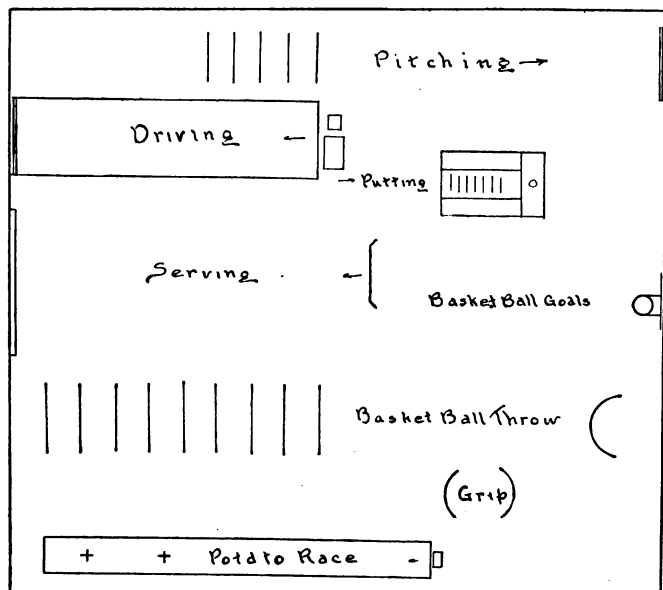 Pitching
Driving
Putting
Serving
Basket Ball Goals
Basket Ball Throw
(Grip)
Potato Race